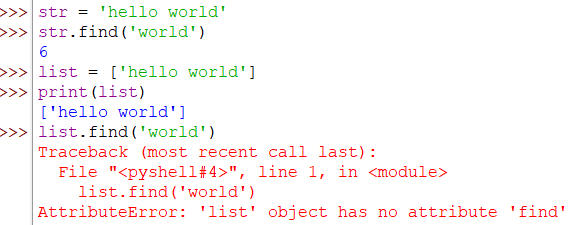 >>> str = 'hello world'
>>> str.find('world')
6
>>> list = ['hello world']
>>> print(list)
['hello world']
>>> list.find('world')
Traceback (most recent call last):
  File "<pyshell#4>", line 1, in <module>
    list.find('world')
AttributeError: 'list' object has no attribute 'find'